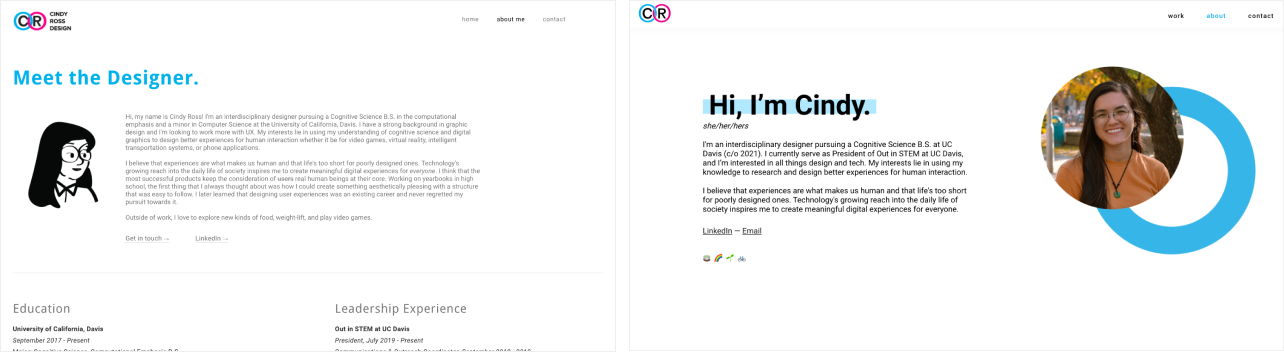 CR CINDY
ROSS
DESIGN
home about me contact
Meet the Designer.
Hi, my name is Cindy Ross! I'm an interdisciplinary designer pursuing a Cognitive Science B.S. in the computational
emphasis and a minor in Computer Science at the University of California, Davis. I have a strong background in graphic
design and I'm looking to work more with UX. My interests lie in using my understanding of cognitive science and digital
graphics to design better experiences for human interaction whether it be for video games, virtual reality, intelligent
transportation systems, or phone applications.
I believe that experiences are what makes us human and that life's too short for poorly designed ones. Technology's
growing reach into the daily life of society inspires me to create meaningful digital experiences for everyone. I think that the
most successful products keep the consideration of users real human beings at their core. Working on yearbooks in high
school, the first thing that I always thought about was how I could create something aesthetically pleasing with a structure
that was easy to follow. I later learned that designing user experiences was an existing career and never regretted my
pursuit towards it.
Outside of work, I love to explore new kinds of food, weight-lift, and play video games.
Get in touch → LinkedIn →
Education
University of California, Davis
September 2017 - Present
Leadership Experience
Out in STEM at UC Davis
President, July 2019 - Present
CR
work about contact
Hi, I'm Cindy.
she/her/hers
I'm an interdisciplinary designer pursuing a Cognitive Science B.S. at UC
Davis (c/o 2021). I currently serve as President of Out in STEM at UC Davis,
and I'm interested in all things design and tech. My interests lie in using my
knowledge to research and design better experiences for human interaction.
I believe that experiences are what makes us human and that life's too short
for poorly designed ones. Technology's growing reach into the daily life of
society inspires me to create meaningful digital experiences for everyone.
LinkedIn — Email